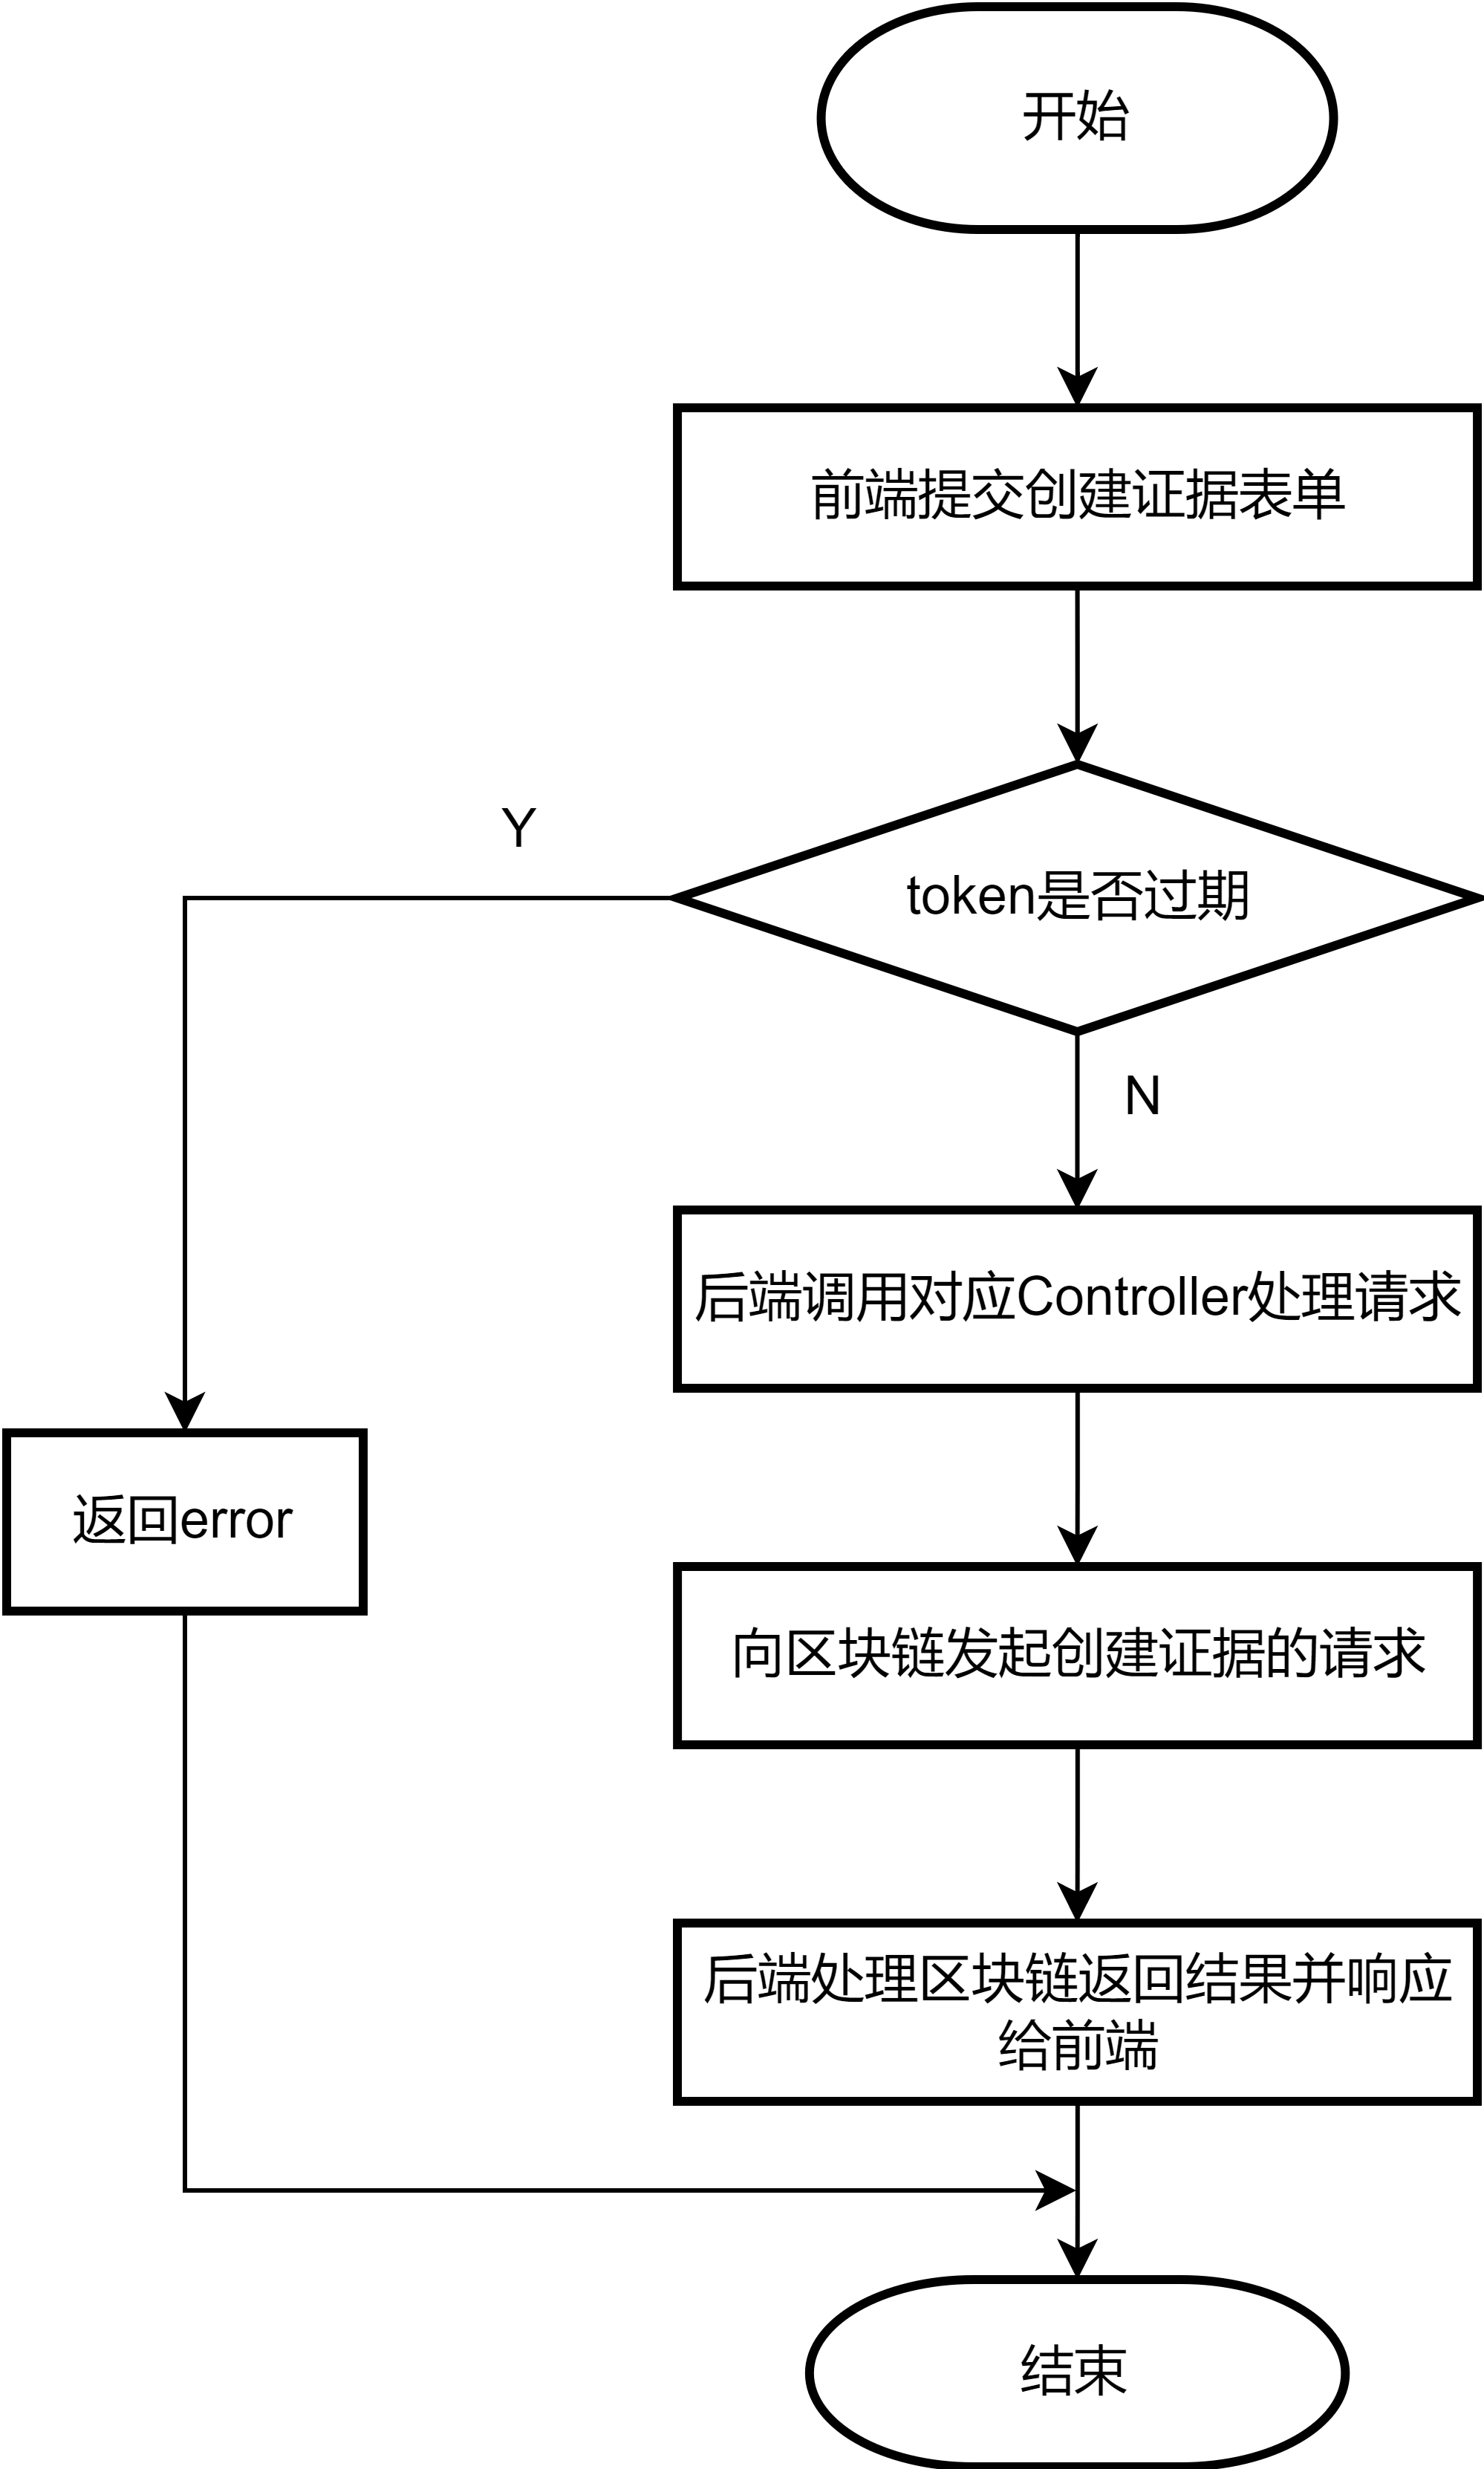 开始
前端提交创建证据表单
Y
token是否过期
N
后端调用对应Controller处理请求
返回error
向区块链发起创建证据的请求
后端处理区块链返回结果并响应
给前端
结束